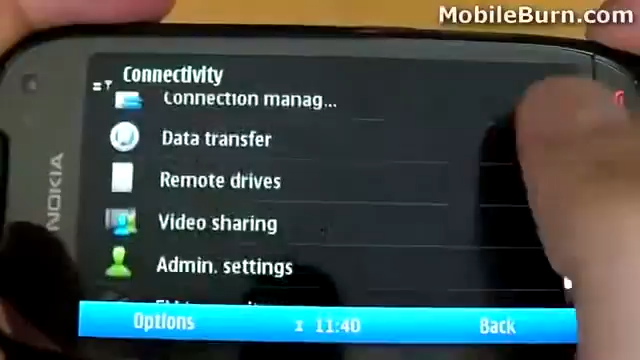 MobileBurn.com
Connectivity
Connection manag...
Data transfer
NOKIA
Remote drives
Video sharing
Admin. settings
Options
11:40
Back